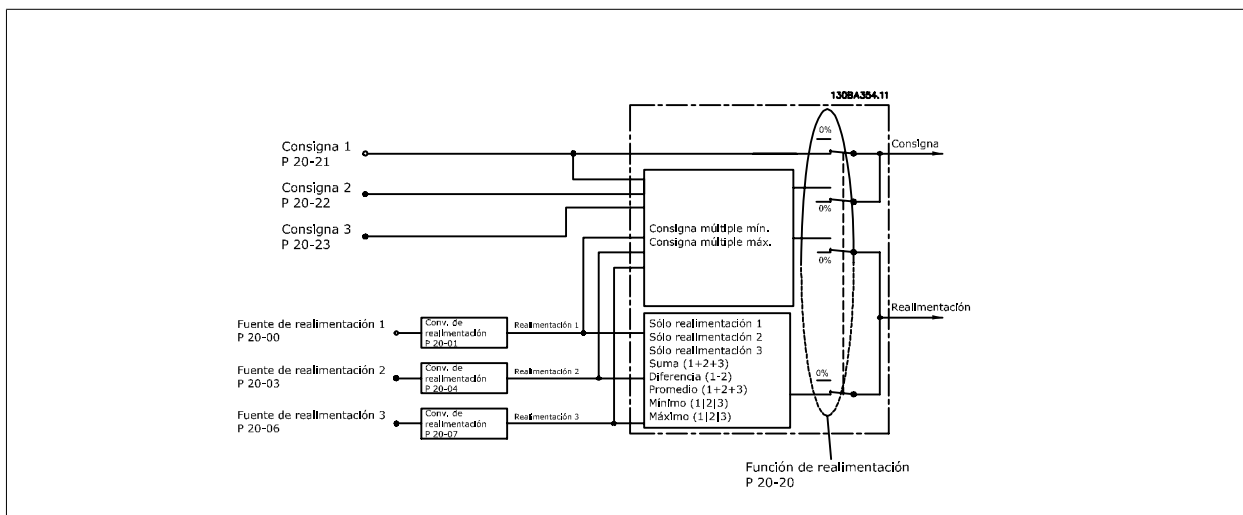 130BA354.11
Consigna 1
P 20-21
Consigna 2
P 20-22
Consigna 3
P 20-23
0%
Consigna
0%
Consigna múltiple mín.
Consigna múltiple máx.
0%
Realimentación
Fuente de realimentación 1
P 20-00
Conv. de
realimentación
P 20-01
Realimentación 1
Fuente de realimentación 2
P 20-03
Conv. de
realimentación
P 20-04
Realimentación 2
Fuente de realimentación 3
P 20-06
Conv. de
realimentación
P 20-07
Realimentación 3
Sólo realimentación 1
Sólo realimentación 2
Sólo realimentación 3
Suma (1+2+3)
Diferencia (1-2)
Promedio (1+2+3)
Mínimo (1|2|3)
Máximo (1|2|3)
0%
Función de realimentación
P 20-20